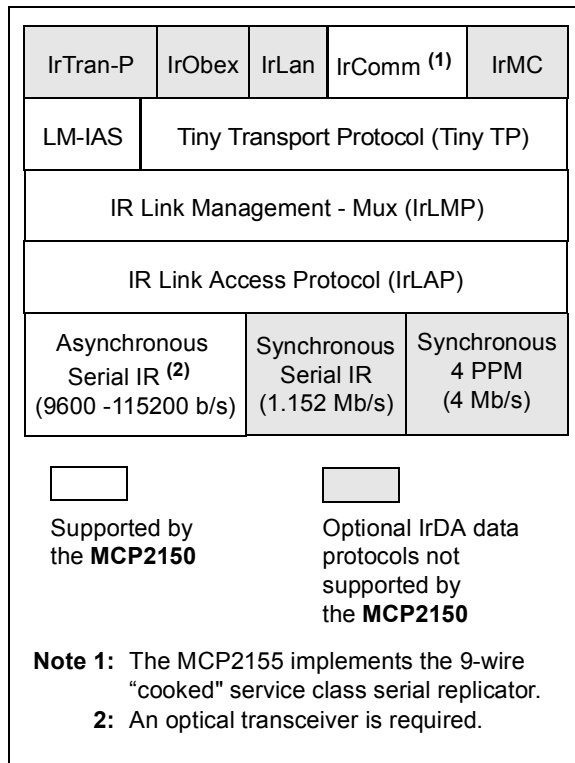 IrTran-P IrObex IrLan IrComm (1) IrMC
LM-IAS Tiny Transport Protocol (Tiny TP)
IR Link Management - Mux (IrLMP)
IR Link Access Protocol (IrLAP)
Asynchronous
Serial IR (2)
(9600 -115200 b/s)
Synchronous
Serial IR
(1.152 Mb/s)
Synchronous
4 PPM
(4 Mb/s)
Supported by
the MCP2150
Optional IrDA data
protocols not
supported by
the MCP2150
Note 1: The MCP2155 implements the 9-wire
“cooked" service class serial replicator.
2: An optical transceiver is required.